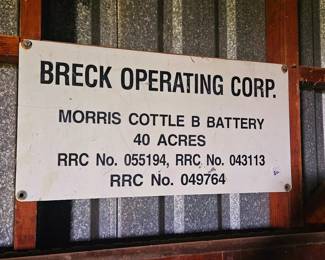 BRECK OPERATING CORP.
MORRIS COTTLE B BATTERY
40 ACRES
RRC No. 055194, RRC No. 043113
RRC No. 049764